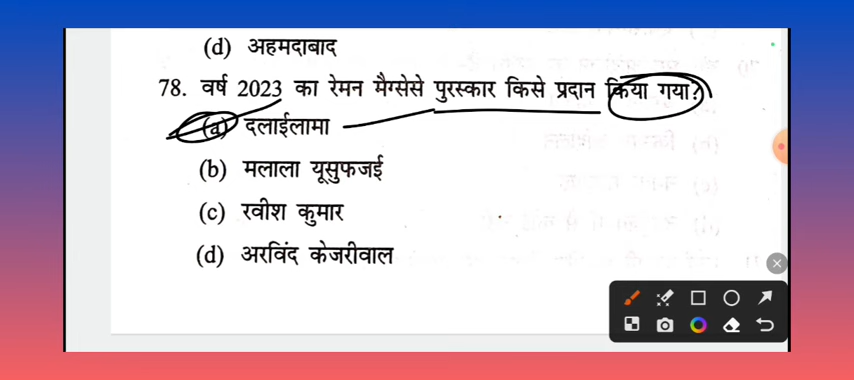 (d) अहमदाबाद
78. वर्ष 2023 का रेमन मैग्सेसे पुरस्कार किसे प्रदान किया गया?
(a) दलाईलामा
(b) मलाला यूसुफजई
(c) रवीश कुमार
(d) अरविंद केजरीवाल